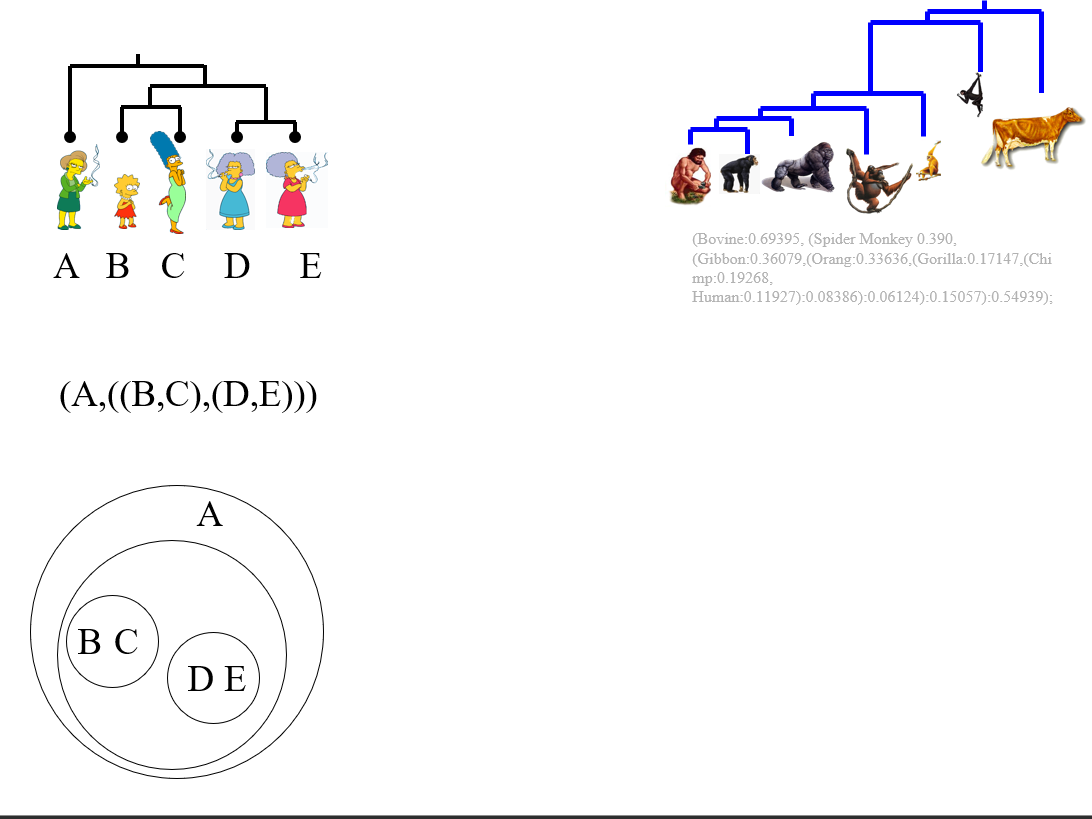 A B C D E
(Bovine:0.69395, (Spider Monkey 0.390,
(Gibbon:0.36079,(Orang:0.33636,(Gorilla:0.17147,(Chi
mp:0.19268,
Human:0.11927):0.08386):0.06124):0.15057):0.54939);
(A,((B,C),(D,E)))
A
B C
D E